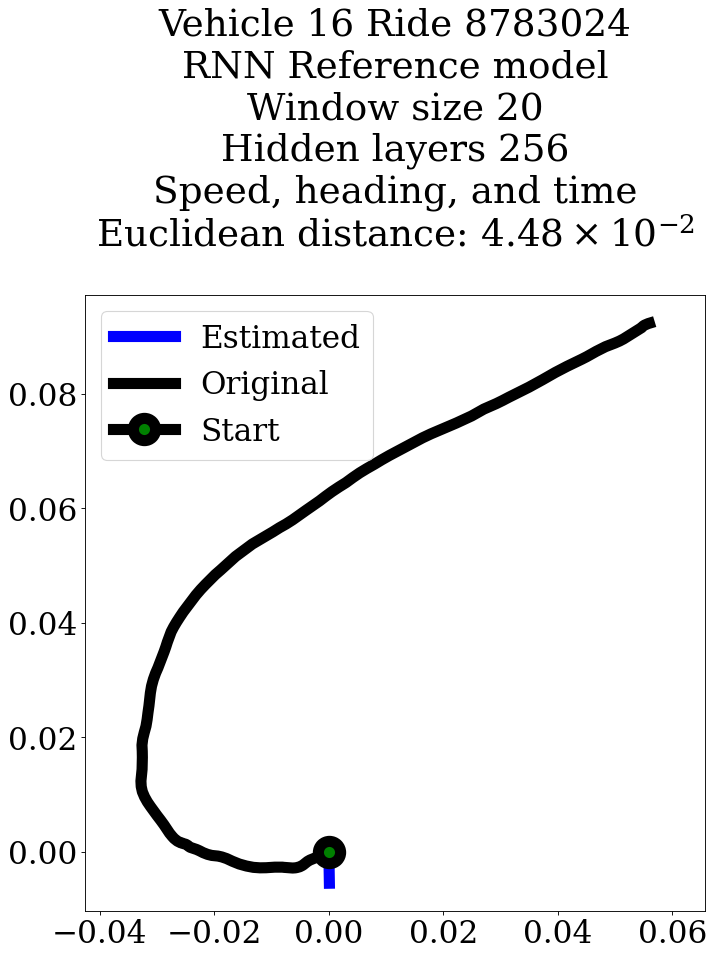 Vehicle 16 Ride 8783024
RNN Reference model
Window size 20
Hidden layers 256
Speed, heading, and time
Euclidean distance: 4.48 × 10⁻²
Estimated
Original
Start
0.08
0.06
0.04
0.02
0.00
−0.04 −0.02 0.00 0.02 0.04 0.06